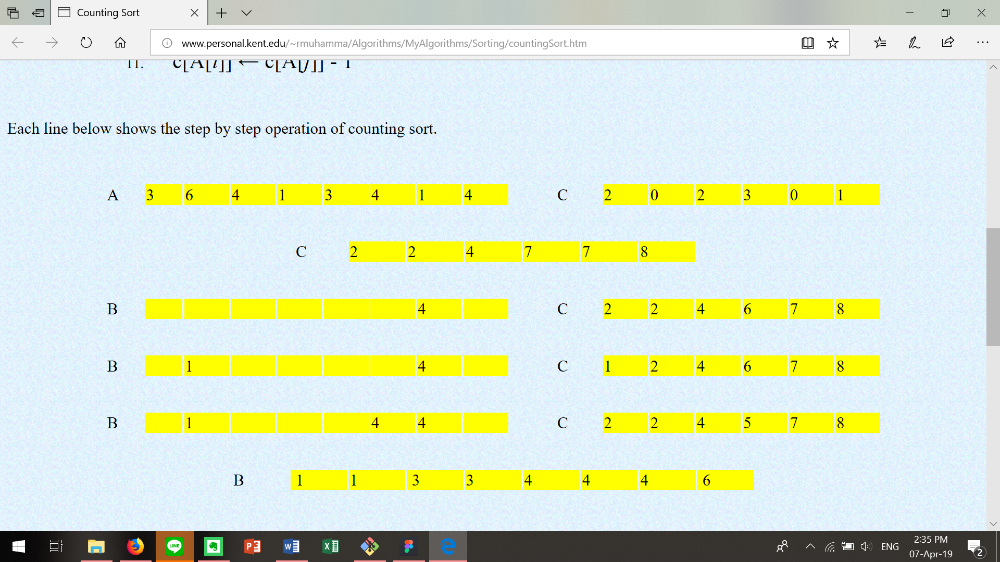 Counting Sort
www.personal.kent.edu/~rmuhamma/Algorithms/MyAlgorithms/Sorting/countingSort.htm
11. c[A[i]] ← c[A[j]] - 1
Each line below shows the step by step operation of counting sort.
A 3 6 4 1 3 4 1 4 C 2 0 2 3 0 1
C 2 2 4 7 7 8
B 4 C 2 2 4 6 7 8
B 1 4 C 1 2 4 6 7 8
B 1 4 4 C 2 2 4 5 7 8
B 1 1 3 3 4 4 4 6
LINE
ENG
2:35 PM
07-Apr-19
2